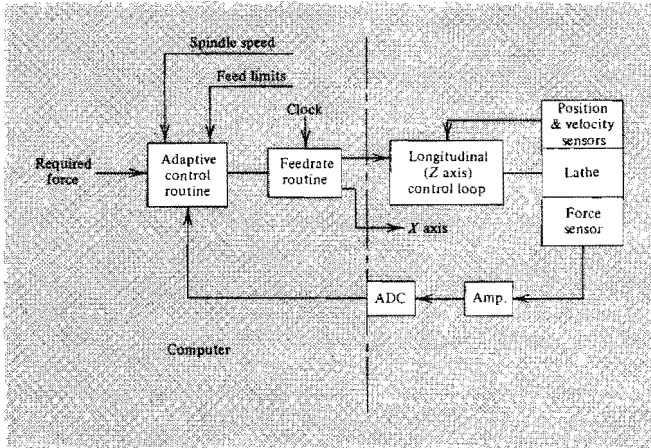 Spindle speed
Feed limits
Clock
Required
force
Adaptive
control
routine
Feedrate
routine
Longitudinal
(Z axis)
control loop
Position
& velocity
sensors
Lathe
Force
sensor
X axis
ADC
Amp.
Computer